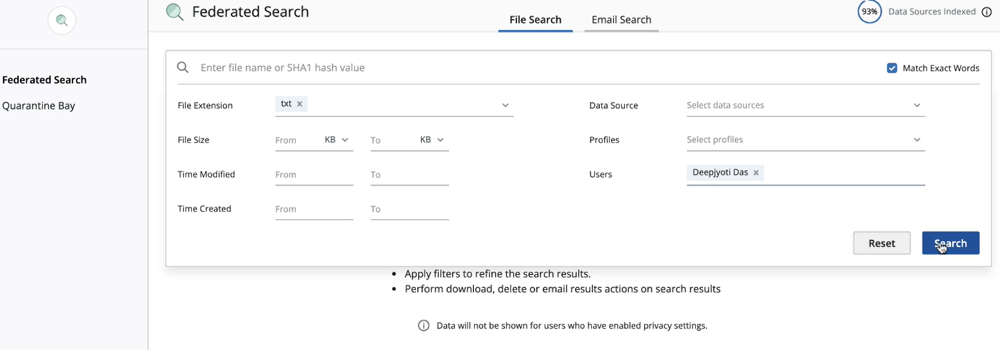 Federated Search
File Search
Email Search
93%
Data Sources Indexed
Federated Search
Quarantine Bay
Enter file name or SHA1 hash value
Match Exact Words
File Extension
txt
Data Source
Select data sources
File Size
From
KB
To
KB
Profiles
Select profiles
Time Modified
From
To
Users
Deepjyoti Das
Time Created
From
To
Reset
Search
• Apply filters to refine the search results.
• Perform download, delete or email results actions on search results
Data will not be shown for users who have enabled privacy settings.